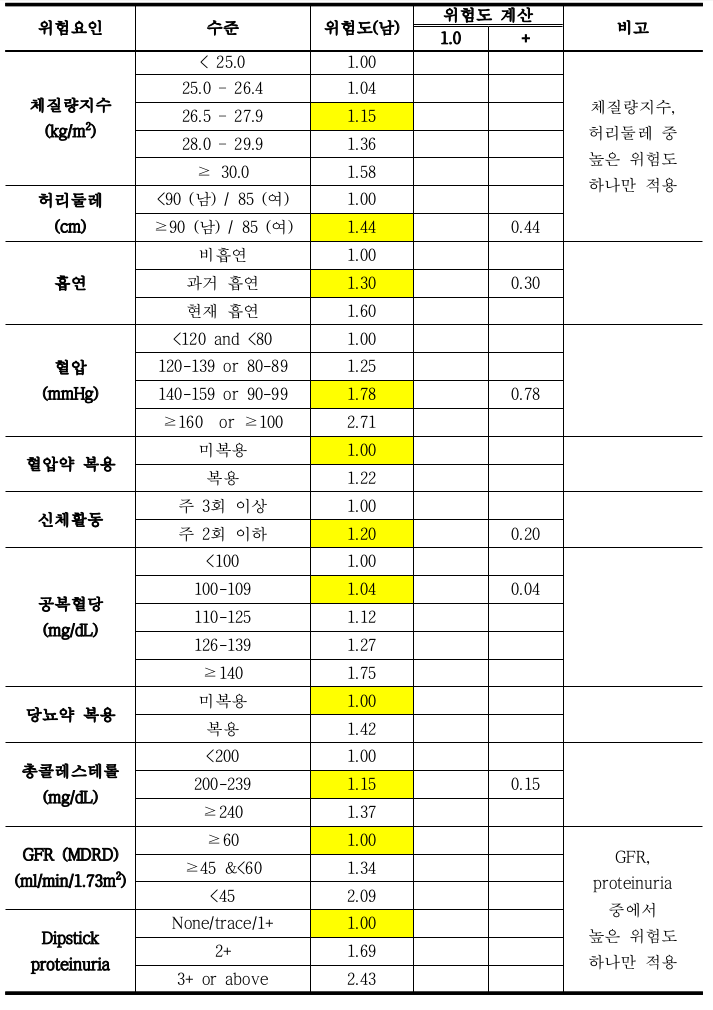 위험요인 수준 위험도(남) 위험도 계산 비고
1.0 +
체질량지수
(kg/m²)
< 25.0 1.00
25.0 - 26.4 1.04
26.5 - 27.9 1.15
28.0 - 29.9 1.36
≥ 30.0 1.58
체질량지수,
허리둘레 중
높은 위험도
하나만 적용
허리둘레
(cm)
<90 (남) / 85 (여) 1.00
≥90 (남) / 85 (여) 1.44 0.44
흡연
비흡연 1.00
과거 흡연 1.30 0.30
현재 흡연 1.60
혈압
(mmHg)
<120 and <80 1.00
120-139 or 80-89 1.25
140-159 or 90-99 1.78 0.78
≥160 or ≥100 2.71
혈압약 복용
미복용 1.00
복용 1.22
신체활동
주 3회 이상 1.00
주 2회 이하 1.20 0.20
공복혈당
(mg/dL)
<100 1.00
100-109 1.04 0.04
110-125 1.12
126-139 1.27
≥140 1.75
당뇨약 복용
미복용 1.00
복용 1.42
총콜레스테롤
(mg/dL)
<200 1.00
200-239 1.15 0.15
≥240 1.37
GFR (MDRD)
(ml/min/1.73m²)
≥60 1.00
≥45 &<60 1.34
<45 2.09
GFR,
proteinuria
중에서
높은 위험도
하나만 적용
Dipstick
proteinuria
None/trace/1+ 1.00
2+ 1.69
3+ or above 2.43